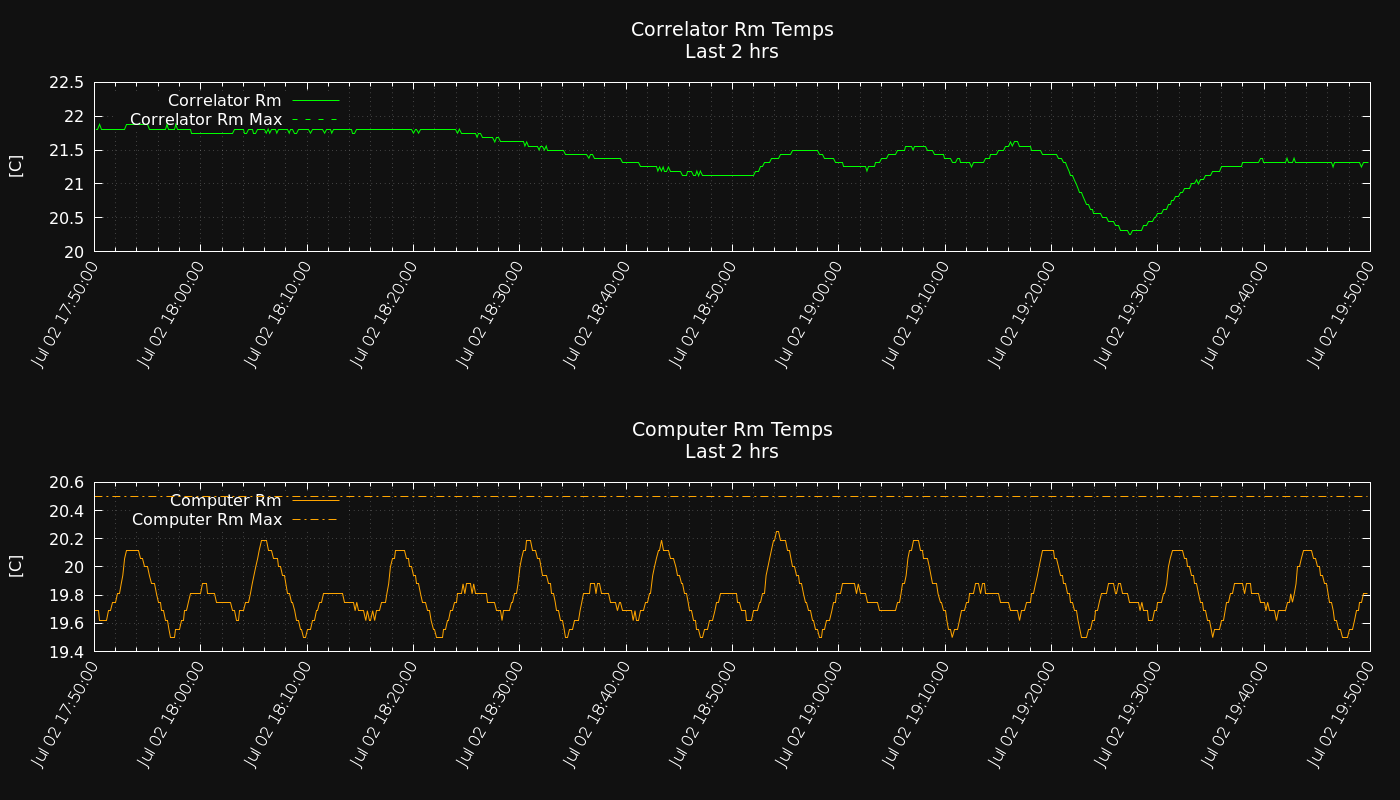 Correlator Rm Temps
Last 2 hrs
22.5
22
21.5
21
20.5
20
[C]
Correlator Rm
Correlator Rm Max
Jul 02 17:50:00
Jul 02 18:00:00
Jul 02 18:10:00
Jul 02 18:20:00
Jul 02 18:30:00
Jul 02 18:40:00
Jul 02 18:50:00
Jul 02 19:00:00
Jul 02 19:10:00
Jul 02 19:20:00
Jul 02 19:30:00
Jul 02 19:40:00
Jul 02 19:50:00
Computer Rm Temps
Last 2 hrs
20.6
20.4
20.2
20
19.8
19.6
19.4
[C]
Computer Rm
Computer Rm Max
Jul 02 17:50:00
Jul 02 18:00:00
Jul 02 18:10:00
Jul 02 18:20:00
Jul 02 18:30:00
Jul 02 18:40:00
Jul 02 18:50:00
Jul 02 19:00:00
Jul 02 19:10:00
Jul 02 19:20:00
Jul 02 19:30:00
Jul 02 19:40:00
Jul 02 19:50:00